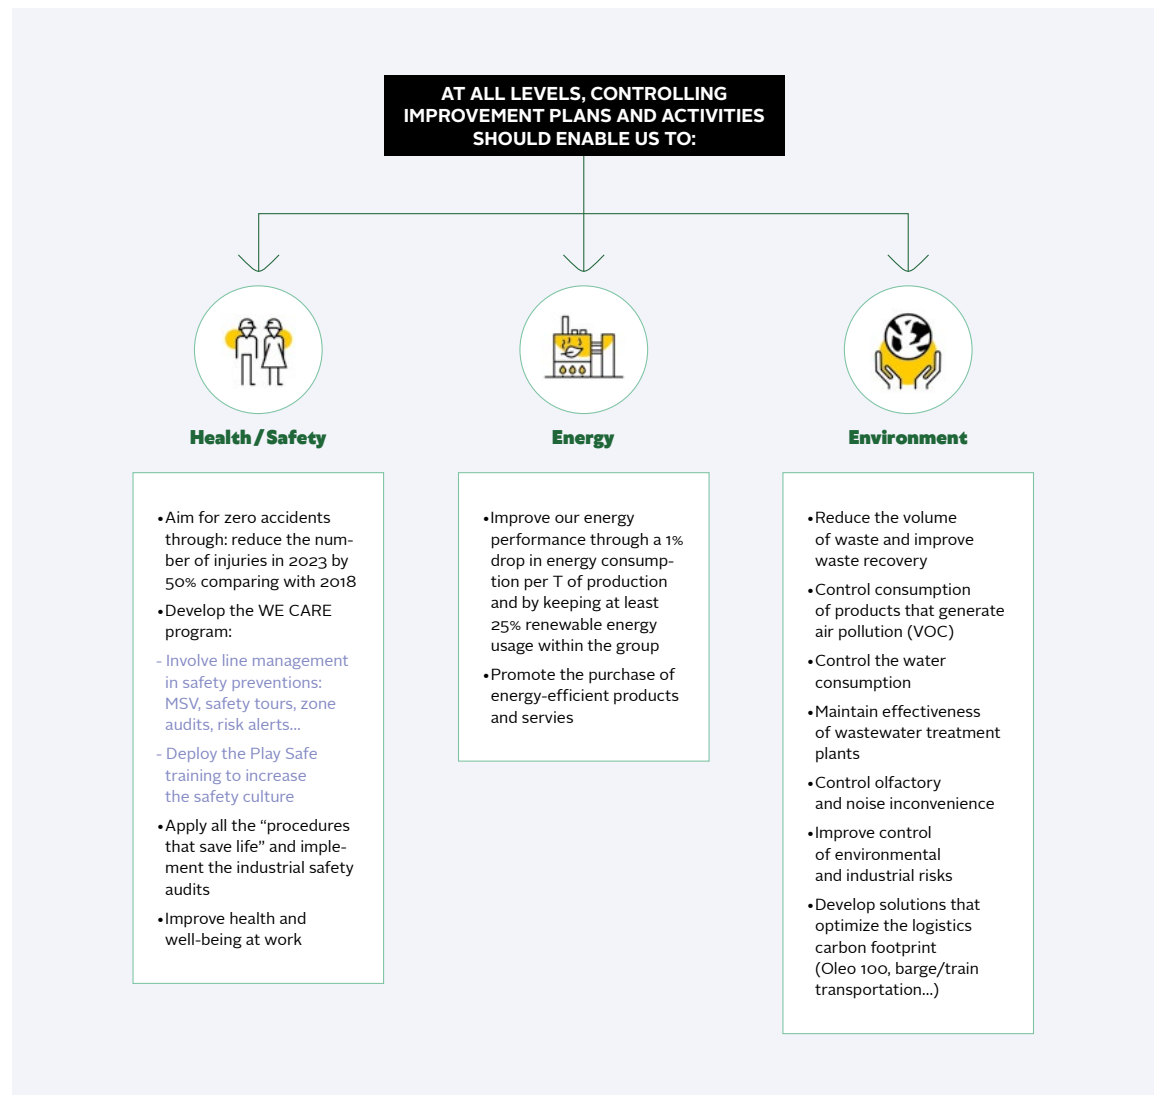 AT ALL LEVELS, CONTROLLING
IMPROVEMENT PLANS AND ACTIVITIES
SHOULD ENABLE US TO:
Health / Safety
•Aim for zero accidents
through: reduce the num-
ber of injuries in 2023 by
50% comparing with 2018
•Develop the WE CARE
program:
- Involve line management
in safety preventions:
MSV, safety tours, zone
audits, risk alerts...
- Deploy the Play Safe
training to increase
the safety culture
•Apply all the “procedures
that save life” and imple-
ment the industrial safety
audits
•Improve health and
well-being at work
Energy
•Improve our energy
performance through a 1%
drop in energy consump-
tion per T of production
and by keeping at least
25% renewable energy
usage within the group
•Promote the purchase of
energy-efficient products
and servies
Environment
•Reduce the volume
of waste and improve
waste recovery
•Control consumption
of products that generate
air pollution (VOC)
•Control the water
consumption
•Maintain effectiveness
of wastewater treatment
plants
•Control olfactory
and noise inconvenience
•Improve control
of environmental
and industrial risks
•Develop solutions that
optimize the logistics
carbon footprint
(Oleo 100, barge/train
transportation...)